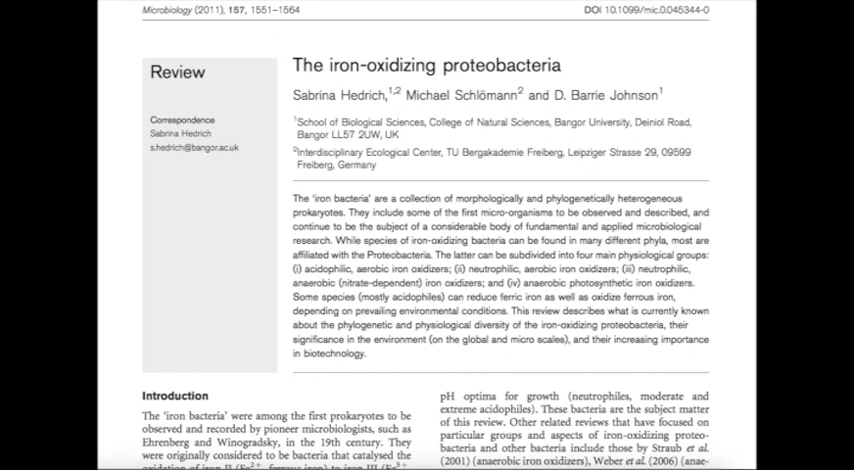 Microbiology (2011), 157, 1551–1564
DOI 10.1099/mic.0.045344-0
Review
Correspondence
Sabrina Hedrich
s.hedrich@bangor.ac.uk
The iron-oxidizing proteobacteria
Sabrina Hedrich,1,2 Michael Schlömann2 and D. Barrie Johnson1
1School of Biological Sciences, College of Natural Sciences, Bangor University, Deiniol Road,
Bangor LL57 2UW, UK
2Interdisciplinary Ecological Center, TU Bergakademie Freiberg, Leipziger Strasse 29, 09599
Freiberg, Germany
The 'iron bacteria' are a collection of morphologically and phylogenetically heterogeneous
prokaryotes. They include some of the first micro-organisms to be observed and described, and
continue to be the subject of a considerable body of fundamental and applied microbiological
research. While species of iron-oxidizing bacteria can be found in many different phyla, most are
affiliated with the Proteobacteria. The latter can be subdivided into four main physiological groups:
(i) acidophilic, aerobic iron oxidizers; (ii) neutrophilic, aerobic iron oxidizers; (iii) neutrophilic,
anaerobic (nitrate-dependent) iron oxidizers; and (iv) anaerobic photosynthetic iron oxidizers.
Some species (mostly acidophiles) can reduce ferric iron as well as oxidize ferrous iron,
depending on prevailing environmental conditions. This review describes what is currently known
about the phylogenetic and physiological diversity of the iron-oxidizing proteobacteria, their
significance in the environment (on the global and micro scales), and their increasing importance
in biotechnology.
Introduction
The 'iron bacteria' were among the first prokaryotes to be
observed and recorded by pioneer microbiologists, such as
Ehrenberg and Winogradsky, in the 19th century. They
were originally considered to be bacteria that catalysed the
oxidation of iron II (Fe2+, ferrous iron) to iron III (Fe3+
pH optima for growth (neutrophiles, moderate and
extreme acidophiles). These bacteria are the subject matter
of this review. Other related reviews that have focused on
particular groups and aspects of iron-oxidizing proteo-
bacteria and other bacteria include those by Straub et al.
(2001) (anaerobic iron oxidizers), Weber et al. (2006) (anae-